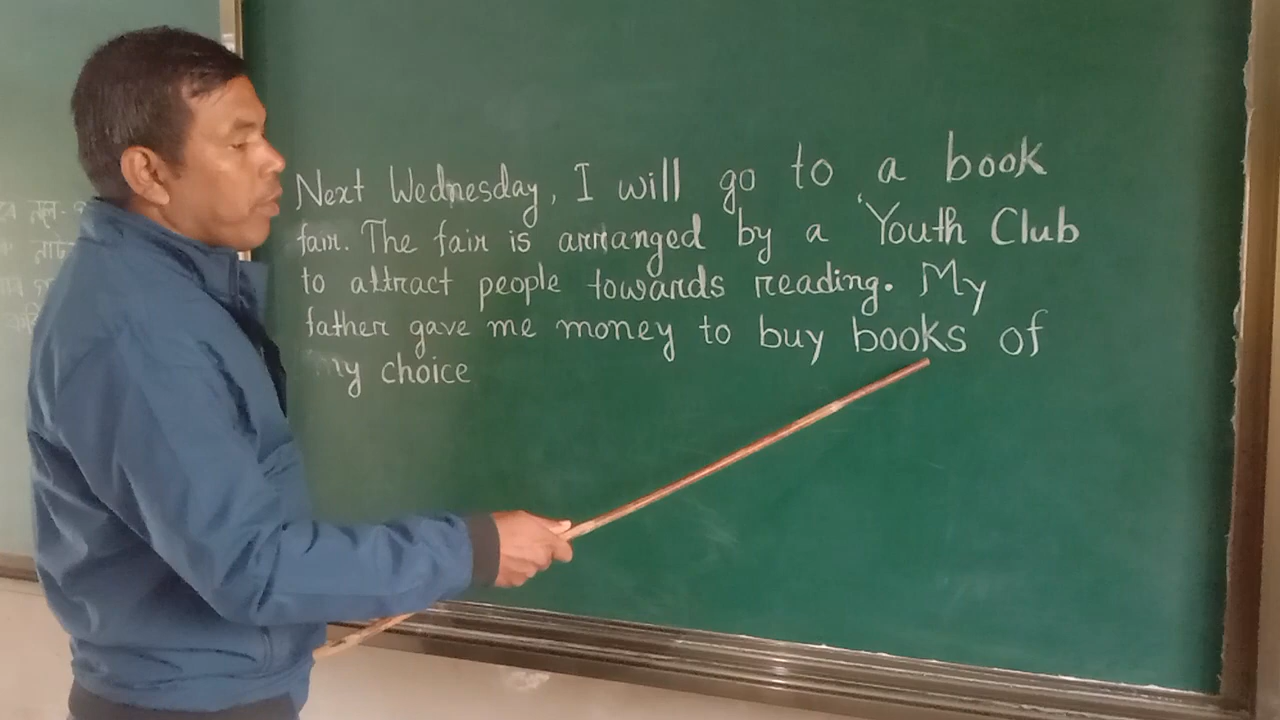 Next Wednesday, I will go to a book
fair. The fair is arranged by a 'Youth Club
to attract people towards reading. My
father gave me money to buy books of
my choice